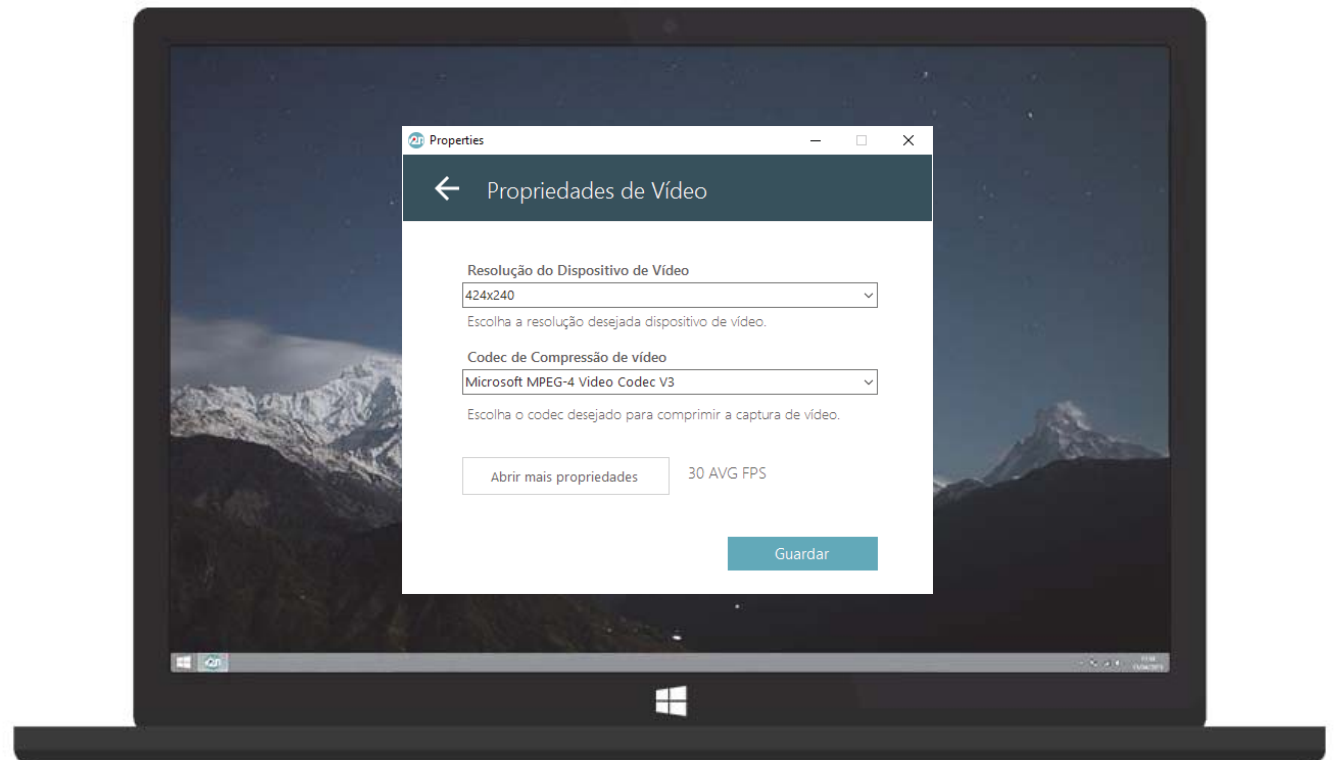 Properties
Propriedades de Vídeo
Resolução do Dispositivo de Vídeo
424x240
Escolha a resolução desejada dispositivo de vídeo.
Codec de Compressão de vídeo
Microsoft MPEG-4 Video Codec V3
Escolha o codec desejado para comprimir a captura de vídeo.
Abrir mais propriedades
30 AVG FPS
Guardar